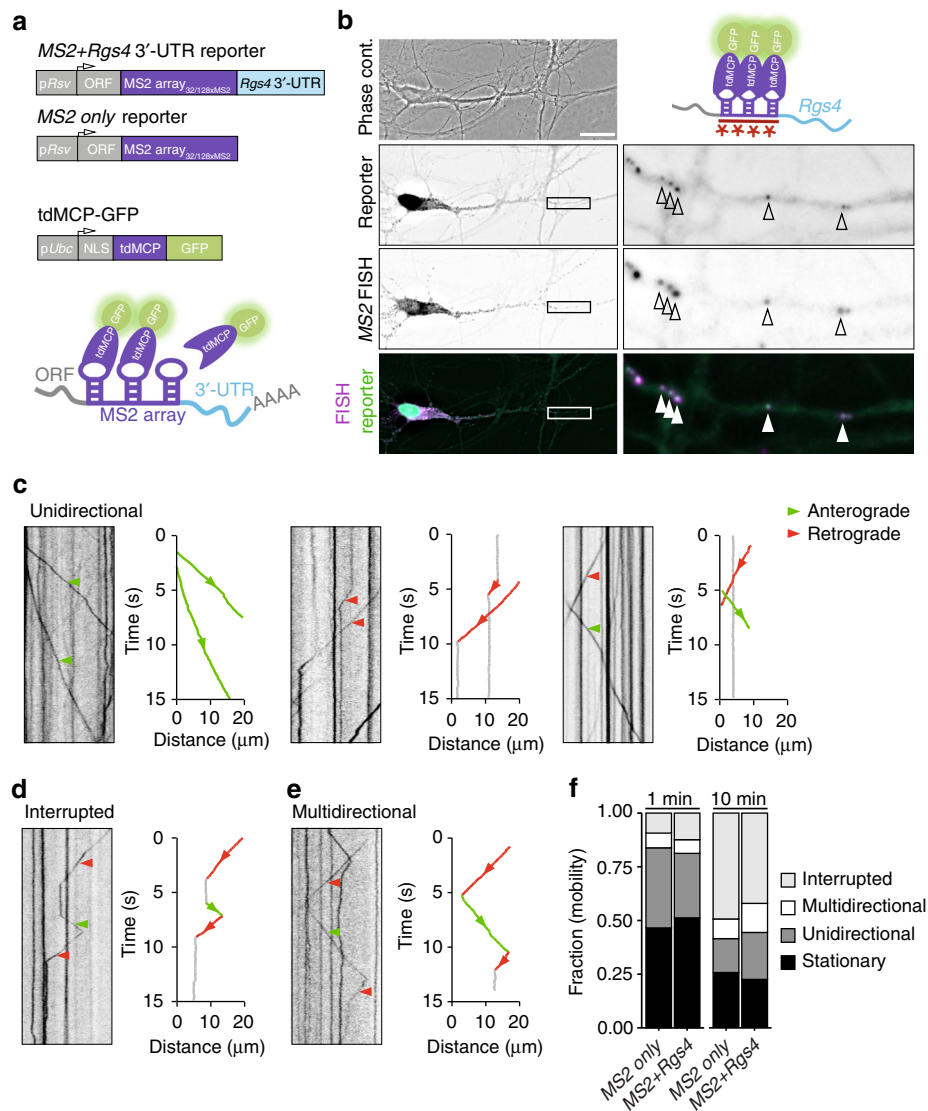 a
MS2+Rgs4 3′-UTR reporter
pRsv ORF MS2 array32/128xMS2 Rgs4 3′-UTR
MS2 only reporter
pRsv ORF MS2 array32/128xMS2
tdMCP-GFP
pUbc NLS tdMCP GFP
GFP GFP GFP
tdMCP tdMCP tdMCP
ORF
3′-UTR AAAA
MS2 array
b
Phase cont.
Reporter
MS2 FISH
FISH
reporter
GFP GFP GFP
tdMCP tdMCP tdMCP
Rgs4
c
Unidirectional
Anterograde
Retrograde
Time (s)
0
5
10
15
0 10 20
Distance (μm)
Time (s)
0
5
10
15
0 10 20
Distance (μm)
Time (s)
0
5
10
15
0 10 20
Distance (μm)
d
Interrupted
Time (s)
0
5
10
15
0 10 20
Distance (μm)
e
Multidirectional
Time (s)
0
5
10
15
0 10 20
Distance (μm)
f
1 min 10 min
Fraction (mobility)
1.00
0.75
0.50
0.25
0.00
MS2 only
MS2+Rgs4
MS2 only
MS2+Rgs4
Interrupted
Multidirectional
Unidirectional
Stationary